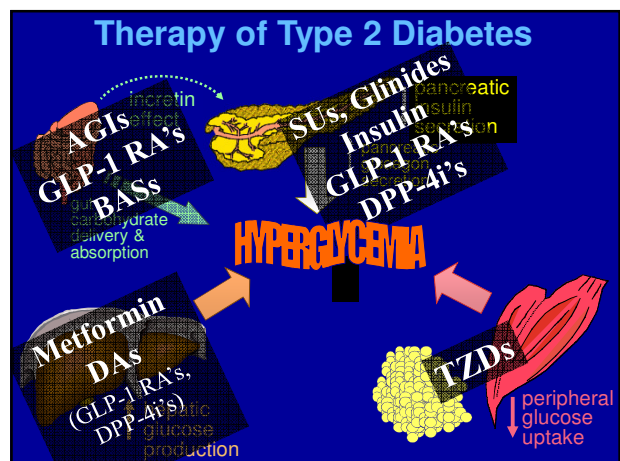 Therapy of Type 2 Diabetes
incretin
effect
AGIs
GLP-1 RA's
BASs
gut
carbohydrate
delivery &
absorption
SUs, Glinides
Insulin
GLP-1 RA's
DPP-4i's
pancreatic
insulin
secretion
HYPERGLYCEMIA
Metformin
DAs
(GLP-1 RA's,
DPP-4i's)
hepatic
glucose
production
TZDs
peripheral
glucose
uptake